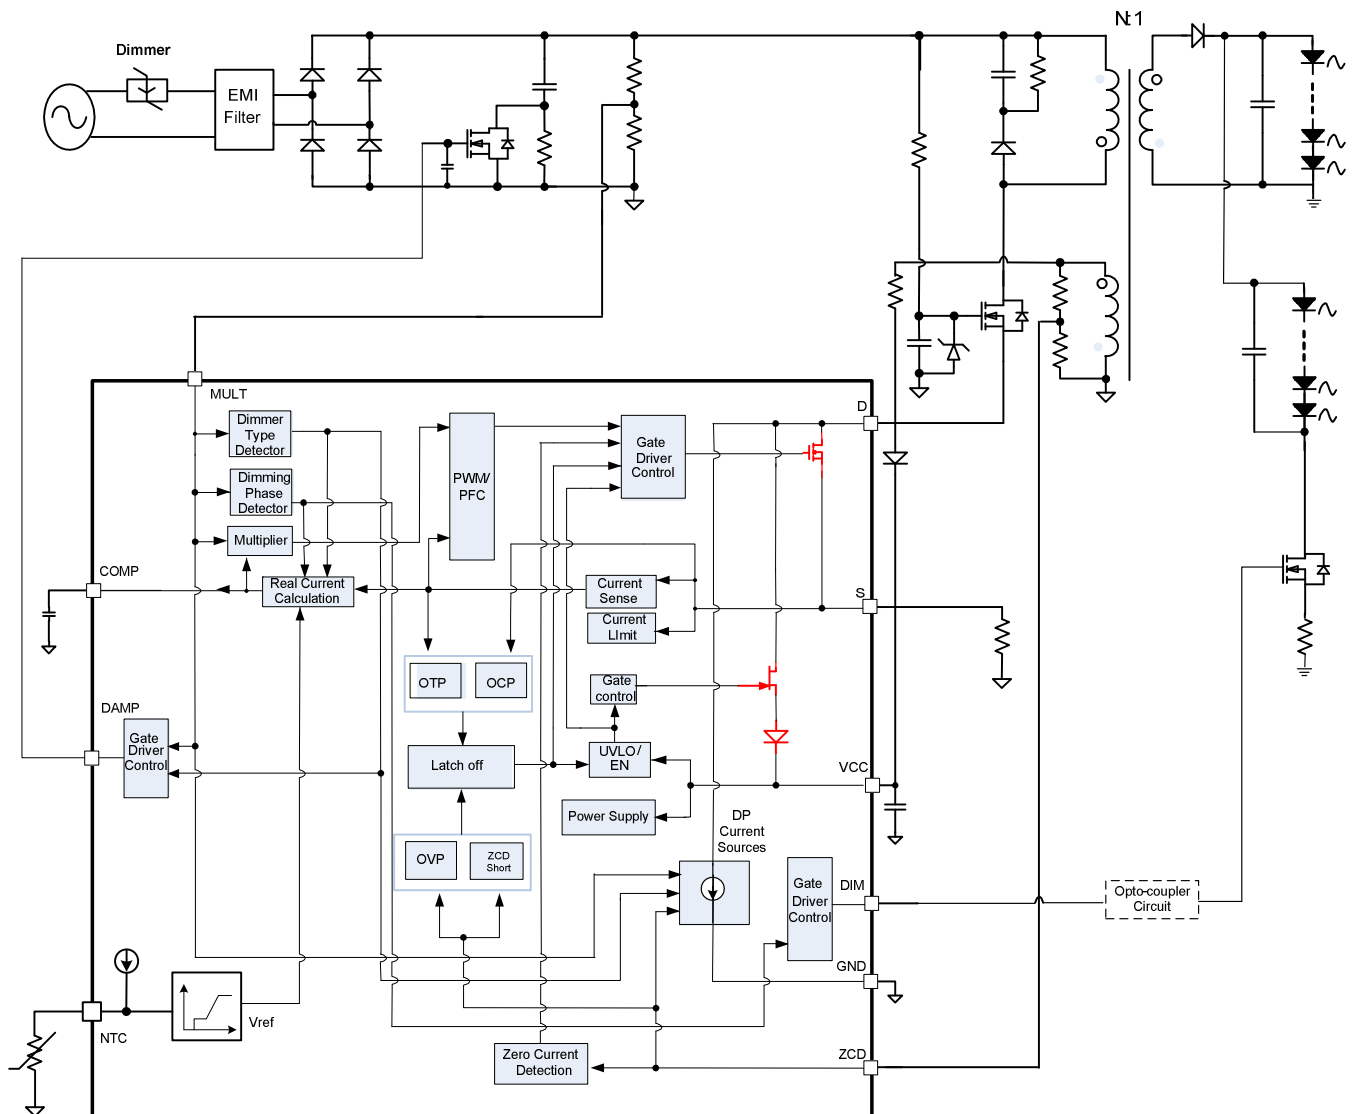 N:1
Dimmer
EMI
Filter
MULT
D
Dimmer
Type
Detector
PWM/
PFC
Gate
Driver
Control
Dimming
Phase
Detector
Multiplier
COMP
Real Current
Calculation
Current
Sense
S
Current
LImit
OTP
OCP
Gate
control
DAMP
Gate
Driver
Control
Latch off
UVLO/
EN
VCC
Power Supply
DP
Current
Sources
OVP
ZCD
Short
Gate
Driver
Control
DIM
Opto-coupler
Circuit
GND
NTC
Vref
Zero Current
Detection
ZCD